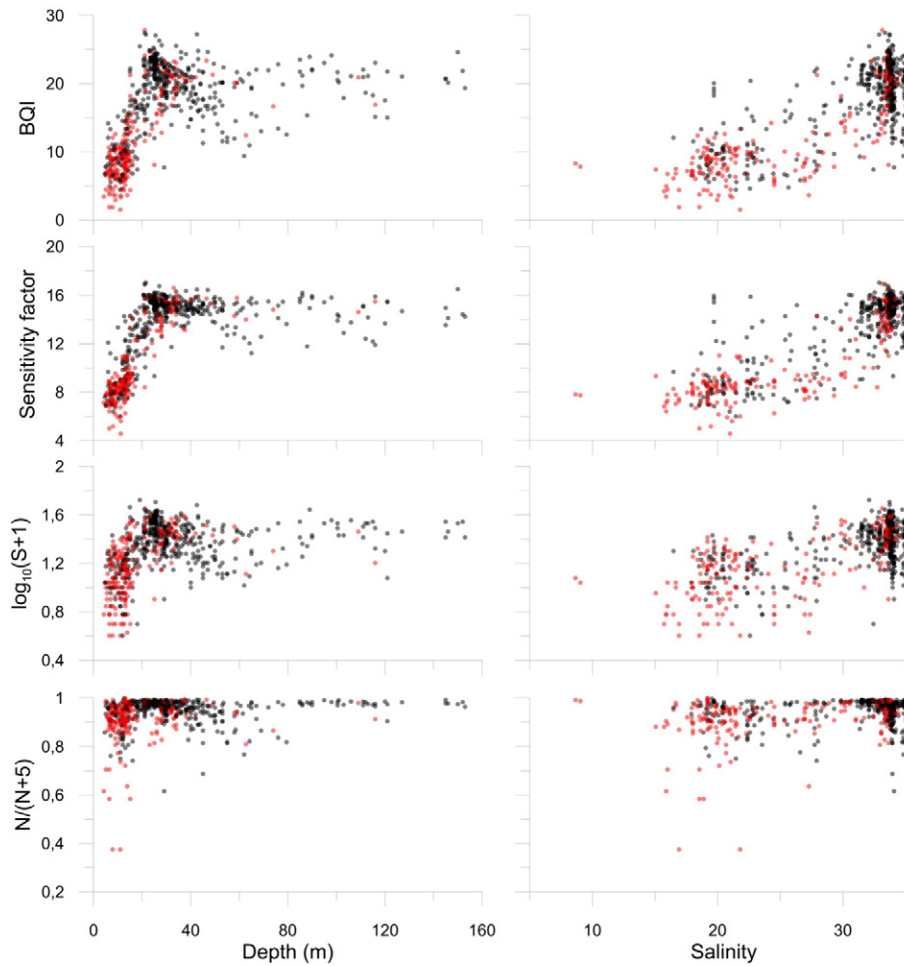 30
20
10
0
BQI
20
16
12
8
4
Sensitivity factor
2
1,6
1.2
0,8
0,4
log₁₀(S+1)
1
0,8
0,6
0,4
0,2
N/(N+5)
0 40 80 120 160
Depth (m)
10 20 30
Salinity